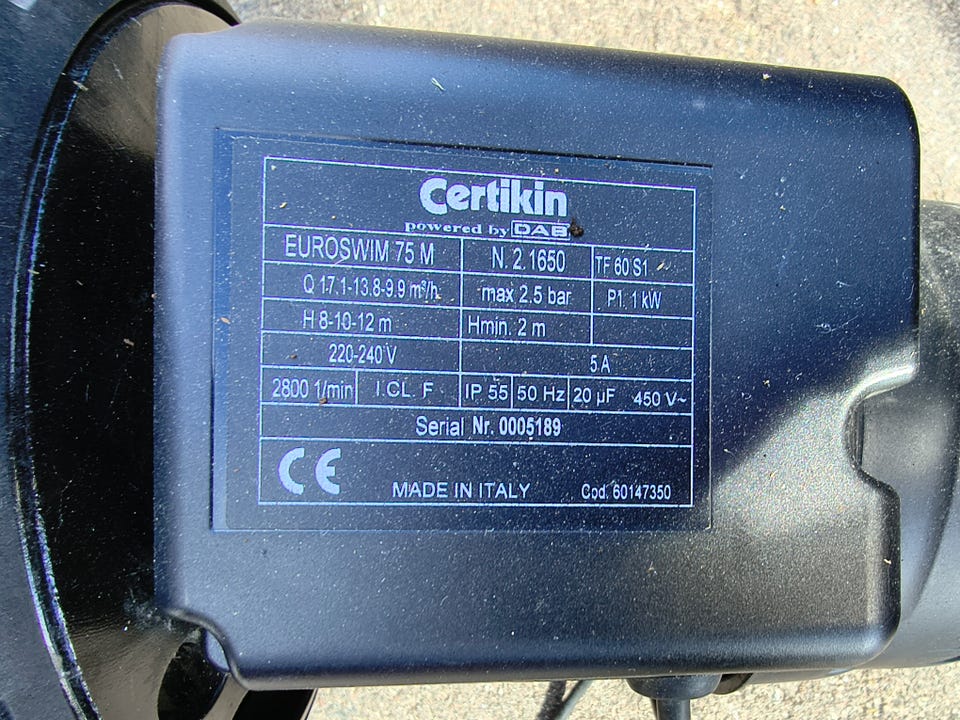 Certikin
powered by DAB
EUROSWIM 75 M N. 2.1650 TF 60 S1
Q 17.1-13.8-9.9 m³/h max 2.5 bar P1. 1 kW
H 8-10-12 m Hmin. 2 m
220-240 V 5 A
2800 1/min I.CL. F IP 55 50 Hz 20 µF 450 V~
Serial Nr. 0005189
CE MADE IN ITALY Cod. 60147350